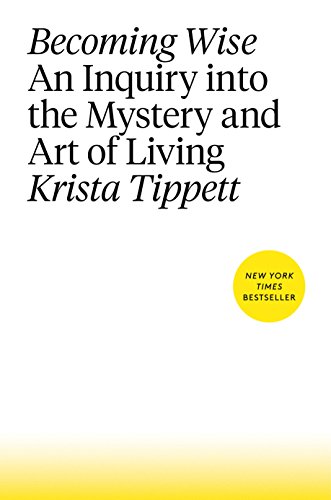 Becoming Wise
An Inquiry into
the Mystery and
Art of Living
Krista Tippett
NEW YORK
TIMES
BESTSELLER